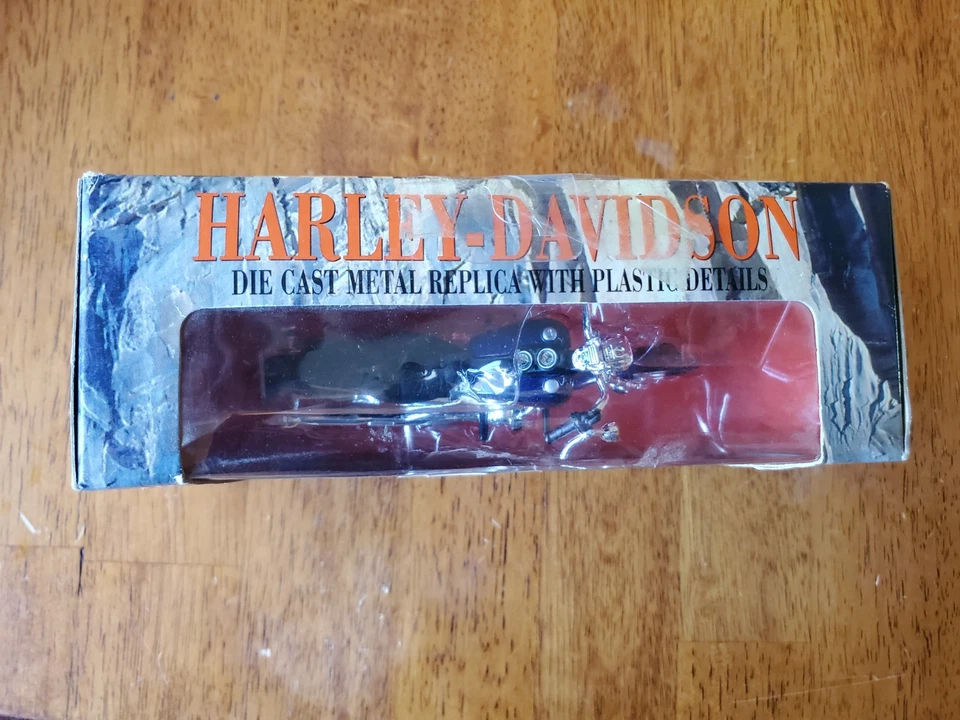 HARLEY-DAVIDSON
DIE CAST METAL REPLICA WITH PLASTIC DETAILS